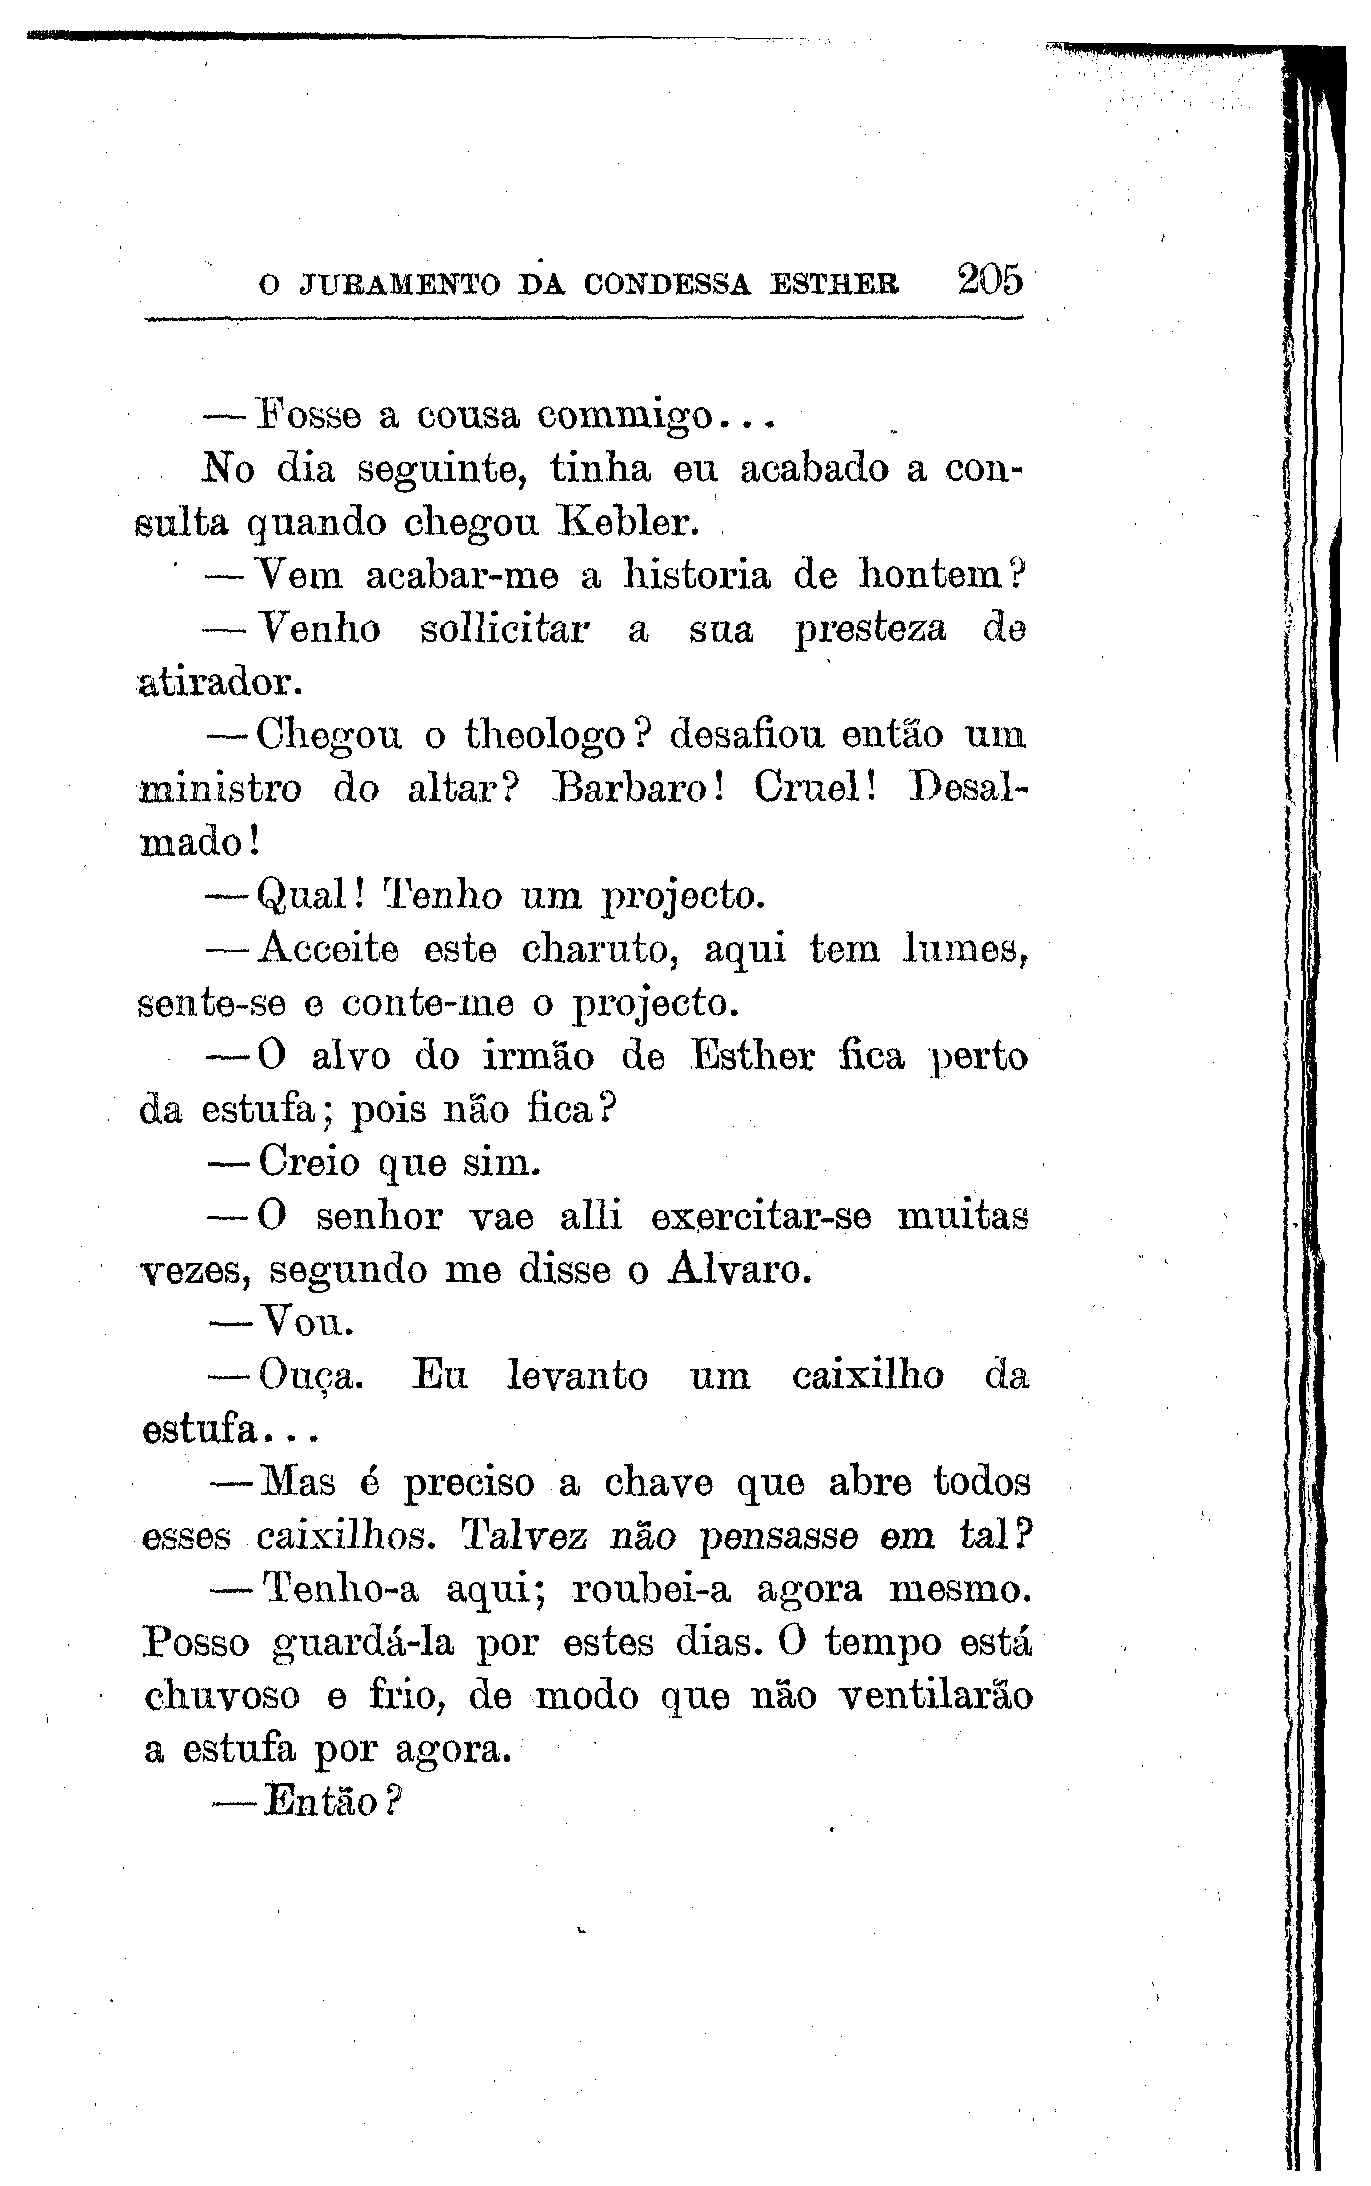 O JURAMENTO DA CONDESSA ESTHER 205
— Fosse a cousa commigo...
No dia seguinte, tinha eu acabado a con-
sulta quando chegou Kebler.
— Vem acabar-me a historia de hontem?
— Venho sollicitar a sua presteza de
atirador.
— Chegou o theologo? desafiou então um
ministro do altar? Barbaro! Cruel! Desal-
mado!
— Qual! Tenho um projecto.
— Acceite este charuto, aqui tem lumes,
sente-se e conte-me o projecto.
— O alvo do irmão de Esther fica perto
da estufa; pois não fica?
— Creio que sim.
— O senhor vae alli exercitar-se muitas
vezes, segundo me disse o Alvaro.
— Vou.
— Ouça. Eu levanto um caixilho da
estufa...
— Mas é preciso a chave que abre todos
esses caixilhos. Talvez não pensasse em tal?
— Tenho-a aqui; roubei-a agora mesmo.
Posso guardá-la por estes dias. O tempo está
chuvoso e frio, de modo que não ventilarão
a estufa por agora.
— Então?